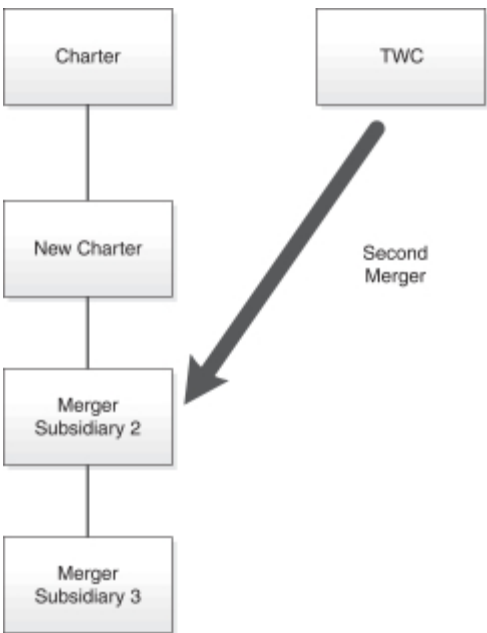 Charter
TWC
New Charter
Second
Merger
Merger
Subsidiary 2
Merger
Subsidiary 3